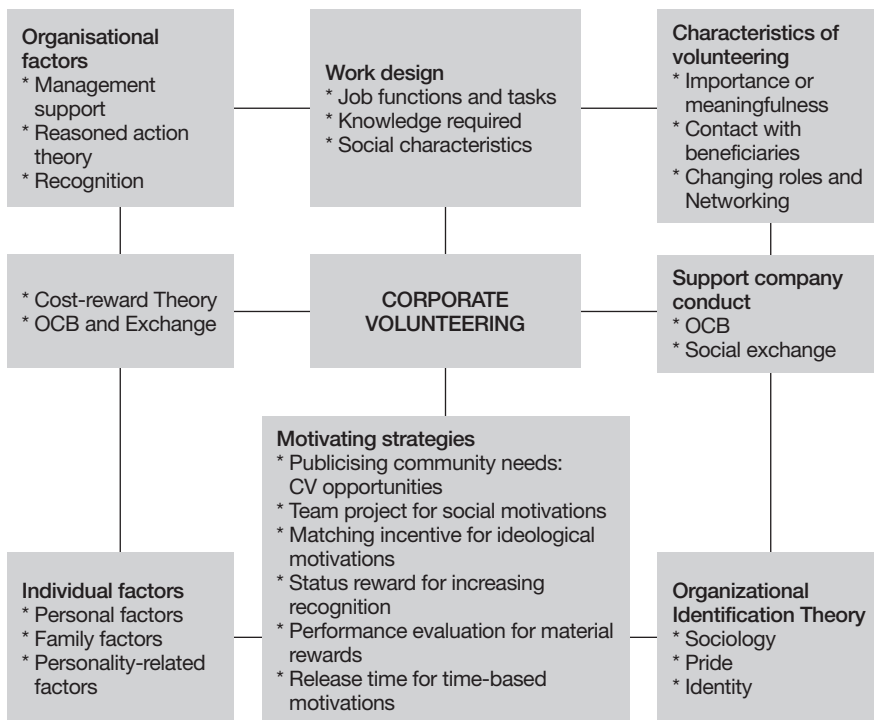 Organisational
factors
* Management
support
* Reasoned action
theory
* Recognition
Work design
* Job functions and tasks
* Knowledge required
* Social characteristics
Characteristics of
volunteering
* Importance or
meaningfulness
* Contact with
beneficiaries
* Changing roles and
Networking
* Cost-reward Theory
* OCB and Exchange
CORPORATE
VOLUNTEERING
Support company
conduct
* OCB
* Social exchange
Motivating strategies
* Publicising community needs:
CV opportunities
* Team project for social motivations
* Matching incentive for ideological
motivations
* Status reward for increasing
recognition
* Performance evaluation for material
rewards
* Release time for time-based
motivations
Individual factors
* Personal factors
* Family factors
* Personality-related
factors
Organizational
Identification Theory
* Sociology
* Pride
* Identity